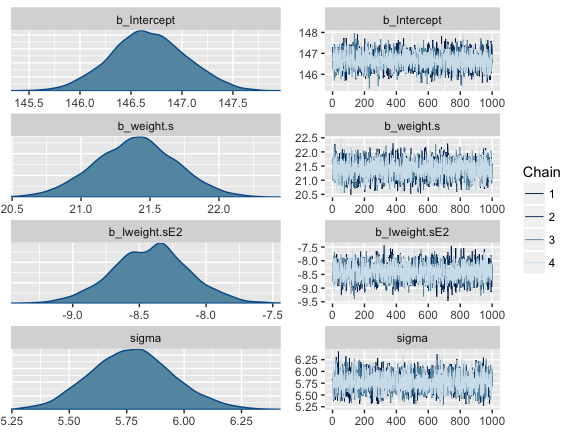 b_Intercept
145.5 146.0 146.5 147.0 147.5
b_Intercept
148
147
146
0 200 400 600 800 1000
b_weight.s
20.5 21.0 21.5 22.0
b_weight.s
22.5
22.0
21.5
21.0
20.5
0 200 400 600 800 1000
b_Iweight.sE2
-9.0 -8.5 -8.0 -7.5
b_Iweight.sE2
-7.5
-8.0
-8.5
-9.0
-9.5
0 200 400 600 800 1000
sigma
5.25 5.50 5.75 6.00 6.25
sigma
6.25
6.00
5.75
5.50
5.25
0 200 400 600 800 1000
Chain
1
2
3
4